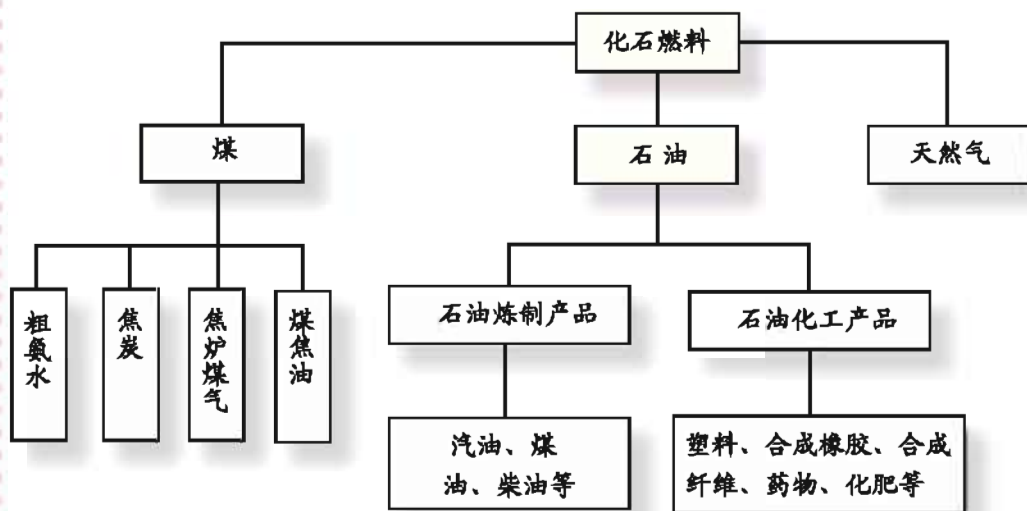 化石燃料
煤
石油
天然气
粗氨水
焦炭
焦炉煤气
煤焦油
石油炼制产品
石油化工产品
汽油、煤
油、柴油等
塑料、合成橡胶、合成
纤维、药物、化肥等